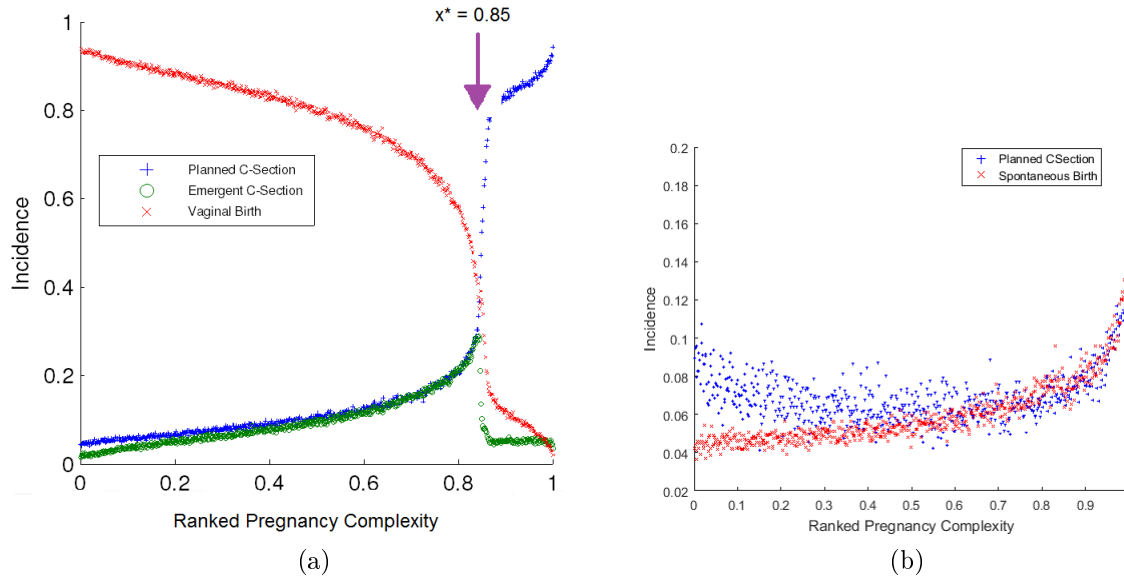 x* = 0.85
1
0.8
0.6
0.4
0.2
0
Incidence
Planned C-Section
Emergent C-Section
Vaginal Birth
0 0.2 0.4 0.6 0.8 1
Ranked Pregnancy Complexity
(a)
0.2
0.18
0.16
0.14
0.12
0.1
0.08
0.06
0.04
0.02
Incidence
Planned CSection
Spontaneous Birth
0 0.1 0.2 0.3 0.4 0.5 0.6 0.7 0.8 0.9
Ranked Pregnancy Complexity
(b)